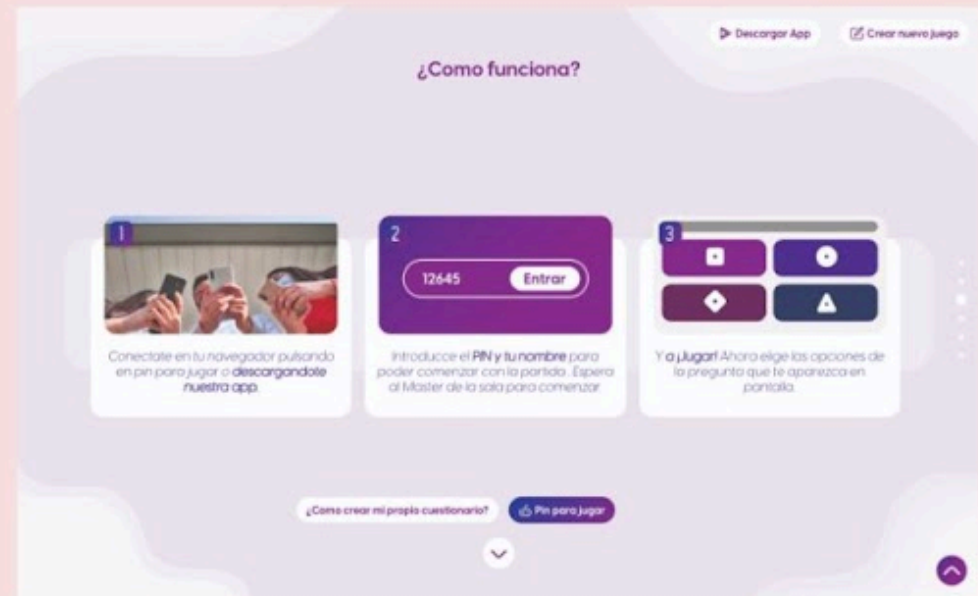 Descargar App
Crear nuevo juego
¿Como funciona?
1
Conectate en tu navegador pulsando
en pin para jugar o descargandote
nuestra app.
2
12645
Entrar
Introducce el PIN y tu nombre para
poder comenzar con la partida. Espera
al Master de la sala para comenzar
3
Y a ¡Jugar! Ahora elige las opciones de
la pregunta que te aparezca en
pantalla.
¿Como crear mi propio cuestionario?
Pin para jugar